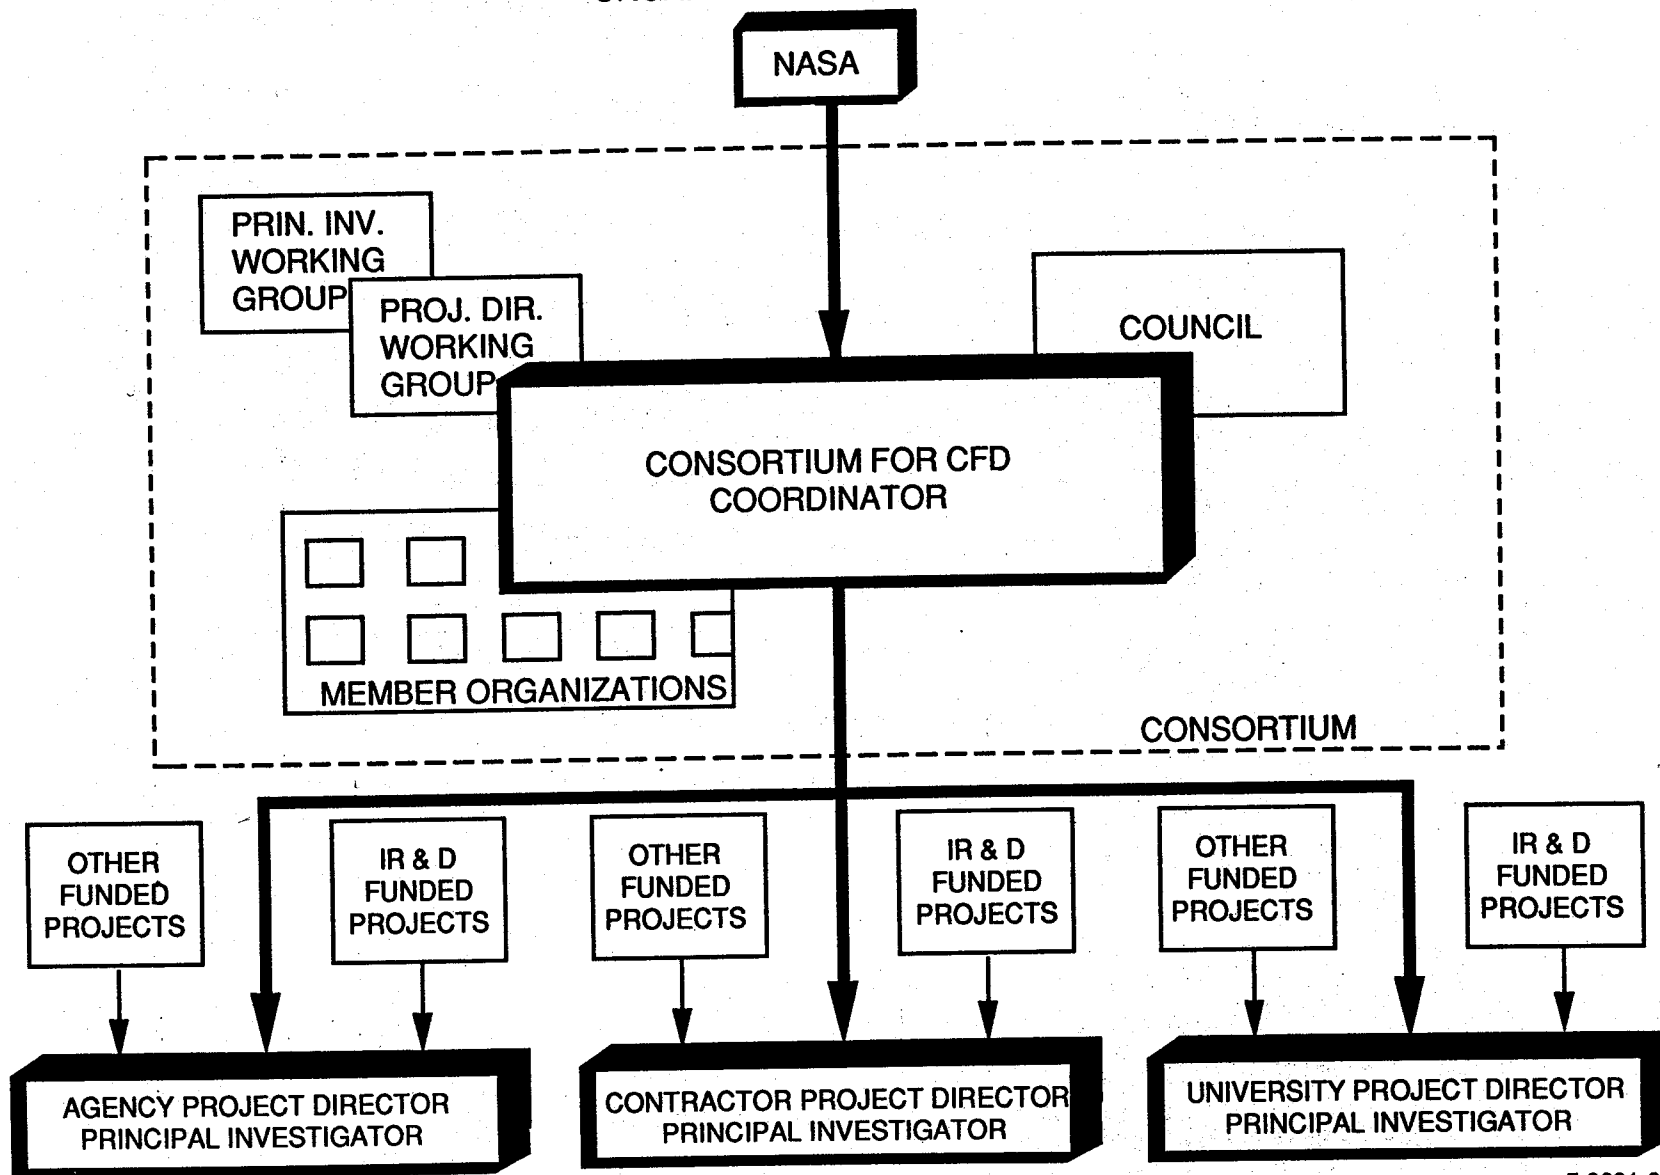 NASA
PRIN. INV.
WORKING
GROUP
PROJ. DIR.
WORKING
GROUP
COUNCIL
CONSORTIUM FOR CFD
COORDINATOR
MEMBER ORGANIZATIONS
CONSORTIUM
OTHER
FUNDED
PROJECTS
IR & D
FUNDED
PROJECTS
OTHER
FUNDED
PROJECTS
IR & D
FUNDED
PROJECTS
OTHER
FUNDED
PROJECTS
IR & D
FUNDED
PROJECTS
AGENCY PROJECT DIRECTOR
PRINCIPAL INVESTIGATOR
CONTRACTOR PROJECT DIRECTOR
PRINCIPAL INVESTIGATOR
UNIVERSITY PROJECT DIRECTOR
PRINCIPAL INVESTIGATOR